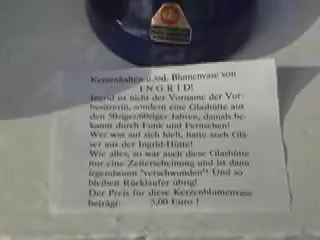 Kerzenhalten u./od. Blumenvase von
I N G R I D!
Ingrid ist nicht der Vorname der Vor-
besitzerin, sondern eine Glashütte aus
den 50ziger/60ziger Jahren, damals be-
kannt durch Funk und Fernsehen!
Wer was auf sich hielt, hatte auch Glä-
ser aus der Ingrid-Hütte!
Wie alles, so war auch diese Glashütte
nur eine Zeiterscheinung und ist dann
irgendwann "verschwunden"! Und so
bleiben Rückläufer übrig!
Der Preis für diese Kerzenblumenvase
beträgt: 5,00 Euro !